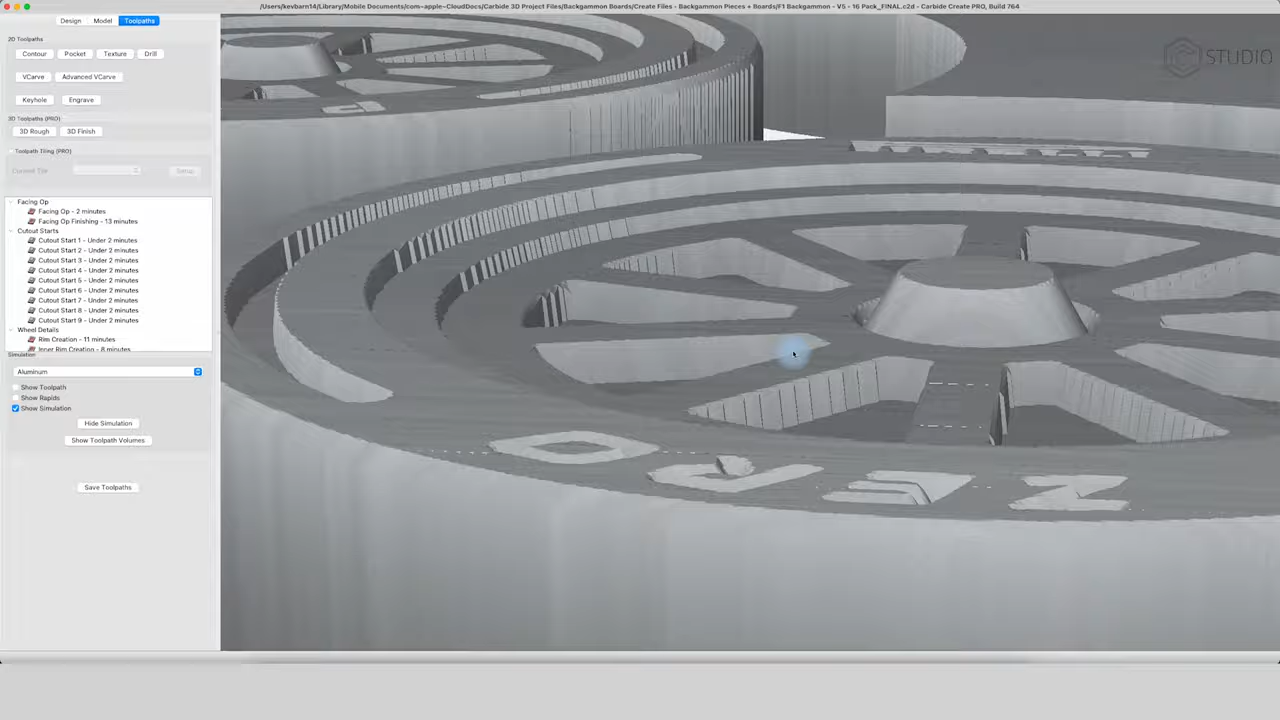 /Users/kevbarn14/Library/Mobile Documents/com~apple~CloudDocs/Carbide 3D Project Files/Backgammon Boards/Create Files - Backgammon Pieces + Boards/F1 Backgammon - V5 - 16 Pack_FINAL.c2d - Carbide Create PRO, Build 764
Design Model Toolpaths
2D Toolpaths
Contour Pocket Texture Drill
VCarve Advanced VCarve
Keyhole Engrave
3D Toolpaths (PRO)
3D Rough 3D Finish
Toolpath Tiling (PRO)
Current Tile Setup
Facing Op
Facing Op - 2 minutes
Facing Op Finishing - 13 minutes
Cutout Starts
Cutout Start 1 - Under 2 minutes
Cutout Start 2 - Under 2 minutes
Cutout Start 3 - Under 2 minutes
Cutout Start 4 - Under 2 minutes
Cutout Start 5 - Under 2 minutes
Cutout Start 6 - Under 2 minutes
Cutout Start 7 - Under 2 minutes
Cutout Start 8 - Under 2 minutes
Cutout Start 9 - Under 2 minutes
Wheel Details
Rim Creation - 11 minutes
Inner Rim Creation - 8 minutes
Simulation
Aluminum
Show Toolpath
Show Rapids
Show Simulation
Hide Simulation
Show Toolpath Volumes
Save Toolpaths
STUDIO